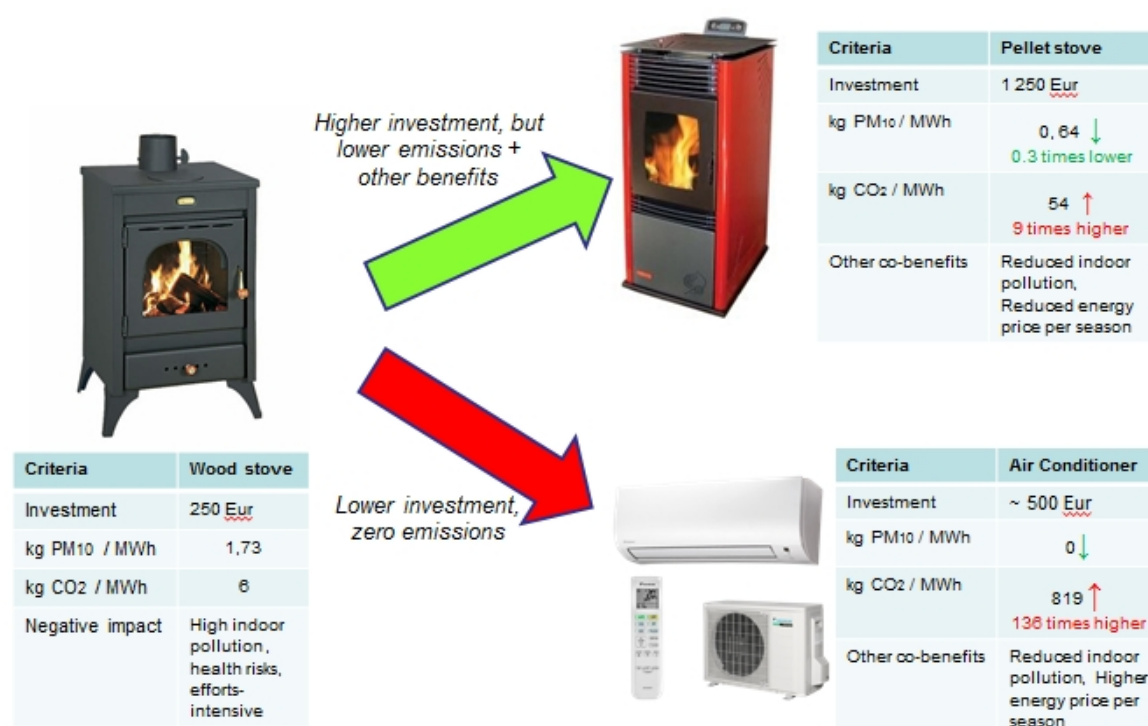 Higher investment, but
lower emissions +
other benefits
Criteria Pellet stove
Investment 1 250 Eur
kg PM10 / MWh 0, 64 ↓
0.3 times lower
kg CO2 / MWh 54 ↑
9 times higher
Other co-benefits Reduced indoor
pollution,
Reduced energy
price per season
Criteria Wood stove
Investment 250 Eur
kg PM10 / MWh 1,73
kg CO2 / MWh 6
Negative impact High indoor
pollution,
health risks,
efforts-
intensive
Lower investment,
zero emissions
Criteria Air Conditioner
Investment ~ 500 Eur
kg PM10 / MWh 0 ↓
kg CO2 / MWh 819 ↑
136 times higher
Other co-benefits Reduced indoor
pollution, Higher
energy price per
season